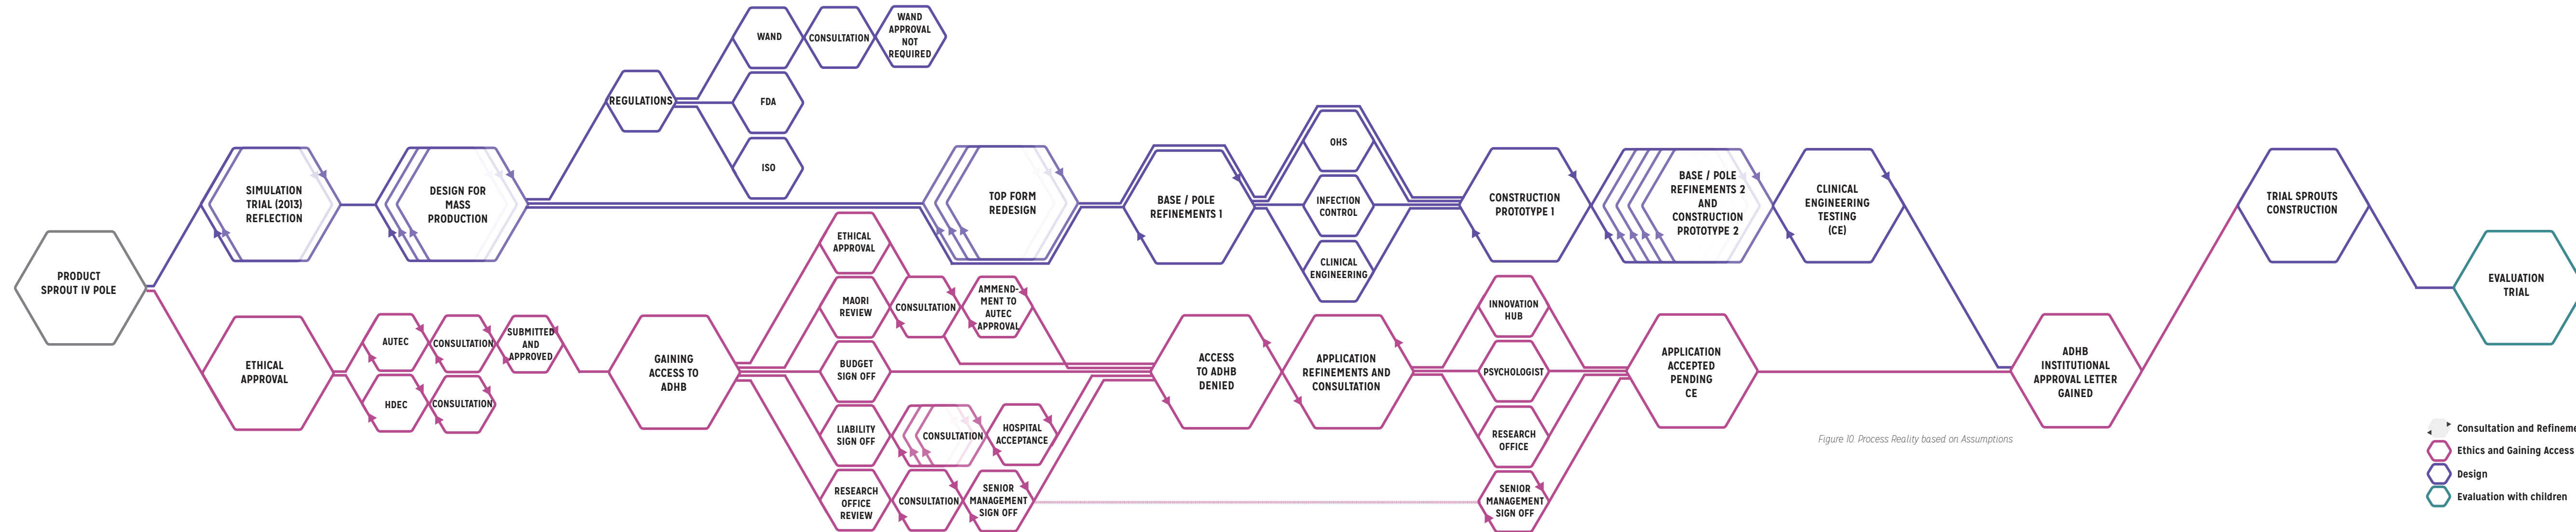 WAND
CONSULTATION
WAND
APPROVAL
NOT
REQUIRED
REGULATIONS
FDA
ISO
OHS
INFECTION
CONTROL
CLINICAL
ENGINEERING
SIMULATION
TRIAL (2013)
REFLECTION
DESIGN FOR
MASS
PRODUCTION
TOP FORM
REDESIGN
BASE / POLE
REFINEMENTS 1
CONSTRUCTION
PROTOTYPE 1
BASE / POLE
REFINEMENTS 2
AND
CONSTRUCTION
PROTOTYPE 2
CLINICAL
ENGINEERING
TESTING
(CE)
TRIAL SPROUTS
CONSTRUCTION
PRODUCT
SPROUT IV POLE
EVALUATION
TRIAL
ETHICAL
APPROVAL
AUTEC
CONSULTATION
SUBMITTED
AND
APPROVED
HDEC
CONSULTATION
GAINING
ACCESS TO
ADHB
ETHICAL
APPROVAL
MAORI
REVIEW
CONSULTATION
AMMEND-
MENT TO
AUTEC
APPROVAL
BUDGET
SIGN OFF
LIABILITY
SIGN OFF
CONSULTATION
HOSPITAL
ACCEPTANCE
RESEARCH
OFFICE
REVIEW
CONSULTATION
SENIOR
MANAGEMENT
SIGN OFF
ACCESS
TO ADHB
DENIED
APPLICATION
REFINEMENTS AND
CONSULTATION
INNOVATION
HUB
PSYCHOLOGIST
RESEARCH
OFFICE
SENIOR
MANAGEMENT
SIGN OFF
APPLICATION
ACCEPTED
PENDING
CE
ADHB
INSTITUTIONAL
APPROVAL LETTER
GAINED
Figure 10. Process Reality based on Assumptions
Consultation and Refineme
Ethics and Gaining Access
Design
Evaluation with children